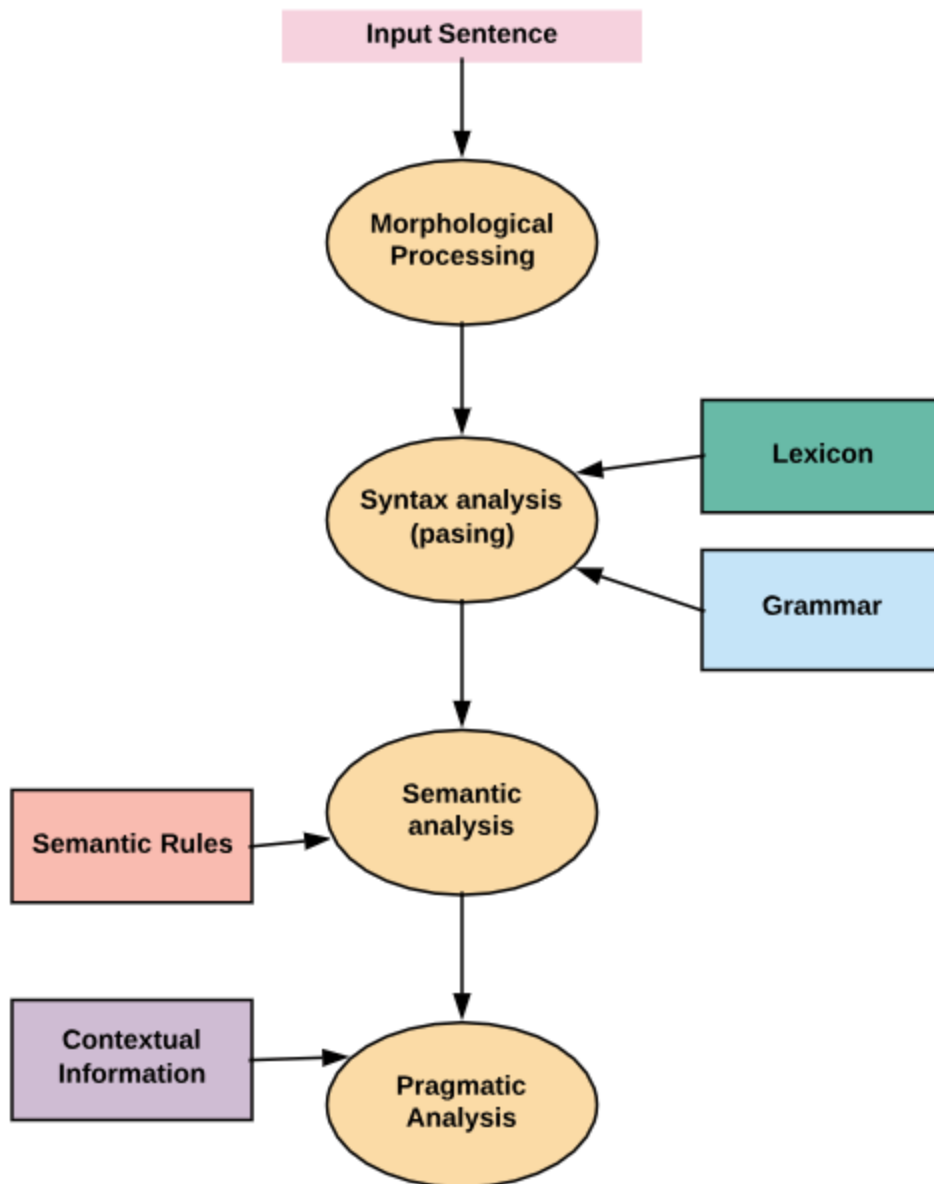 Input Sentence
Morphological
Processing
Syntax analysis
(pasing)
Lexicon
Grammar
Semantic
analysis
Semantic Rules
Contextual
Information
Pragmatic
Analysis